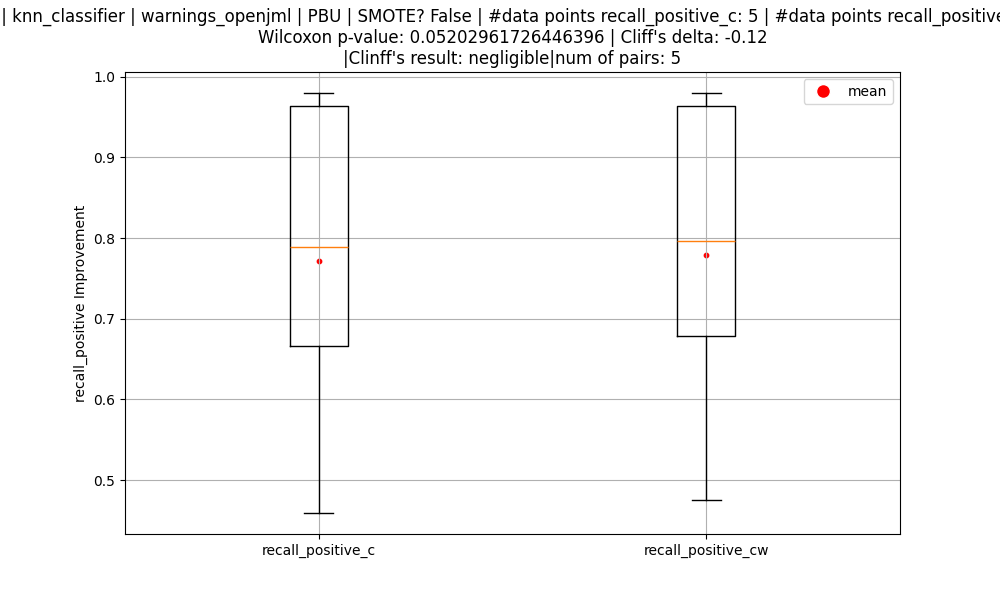 | knn_classifier | warnings_openjml | PBU | SMOTE? False | #data points recall_positive_c: 5 | #data points recall_positive
Wilcoxon p-value: 0.05202961726446396 | Cliff's delta: -0.12
|Clinff's result: negligible|num of pairs: 5
mean
1.0
0.9
0.8
0.7
0.6
0.5
recall_positive Improvement
recall_positive_c
recall_positive_cw